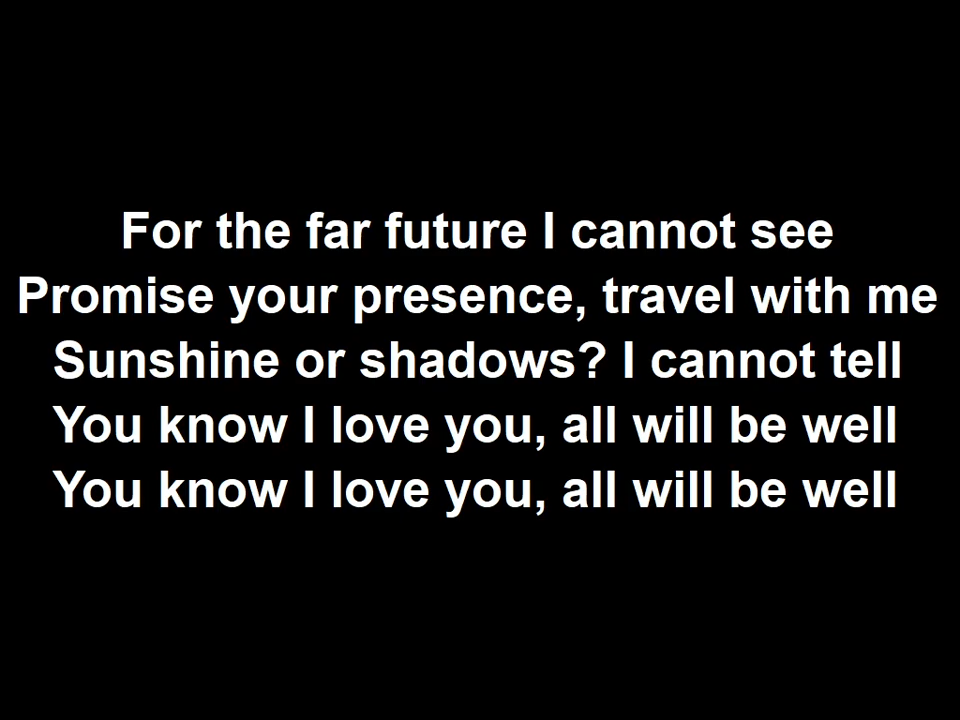 For the far future I cannot see
Promise your presence, travel with me
Sunshine or shadows? I cannot tell
You know I love you, all will be well
You know I love you, all will be well